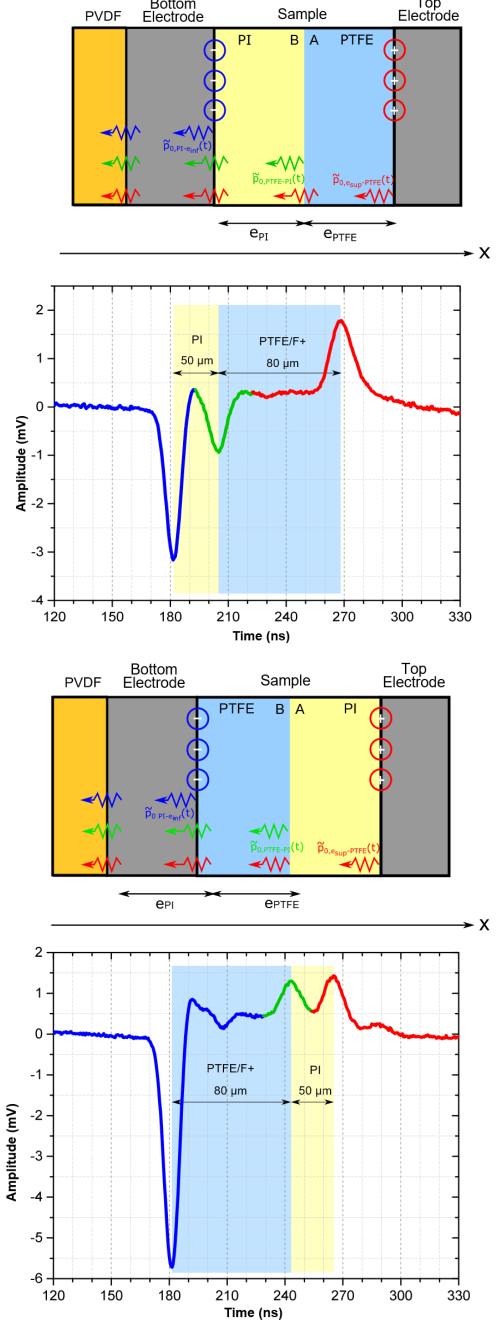 PVDF
Bottom
Electrode
Sample
Top
Electrode
PI B A PTFE
- +
- +
- +
p̃0,PI-einf(t)
p̃0,PTFE-PI(t) p̃0,esup-PTFE(t)
ePI ePTFE
x
2
1
0
-1
-2
-3
-4
Amplitude (mV)
PI
50 µm
PTFE/F+
80 µm
120 150 180 210 240 270 300 330
Time (ns)
PVDF
Bottom
Electrode
Sample
Top
Electrode
PTFE B A PI
- +
- +
- +
p̃0 PI-einf(t)
p̃0,PTFE-PI(t) p̃0,esup-PTFE(t)
ePI ePTFE
x
2
1
0
-1
-2
-3
-4
-5
-6
Amplitude (mV)
PTFE/F+
80 µm
PI
50 µm
120 150 180 210 240 270 300 330
Time (ns)